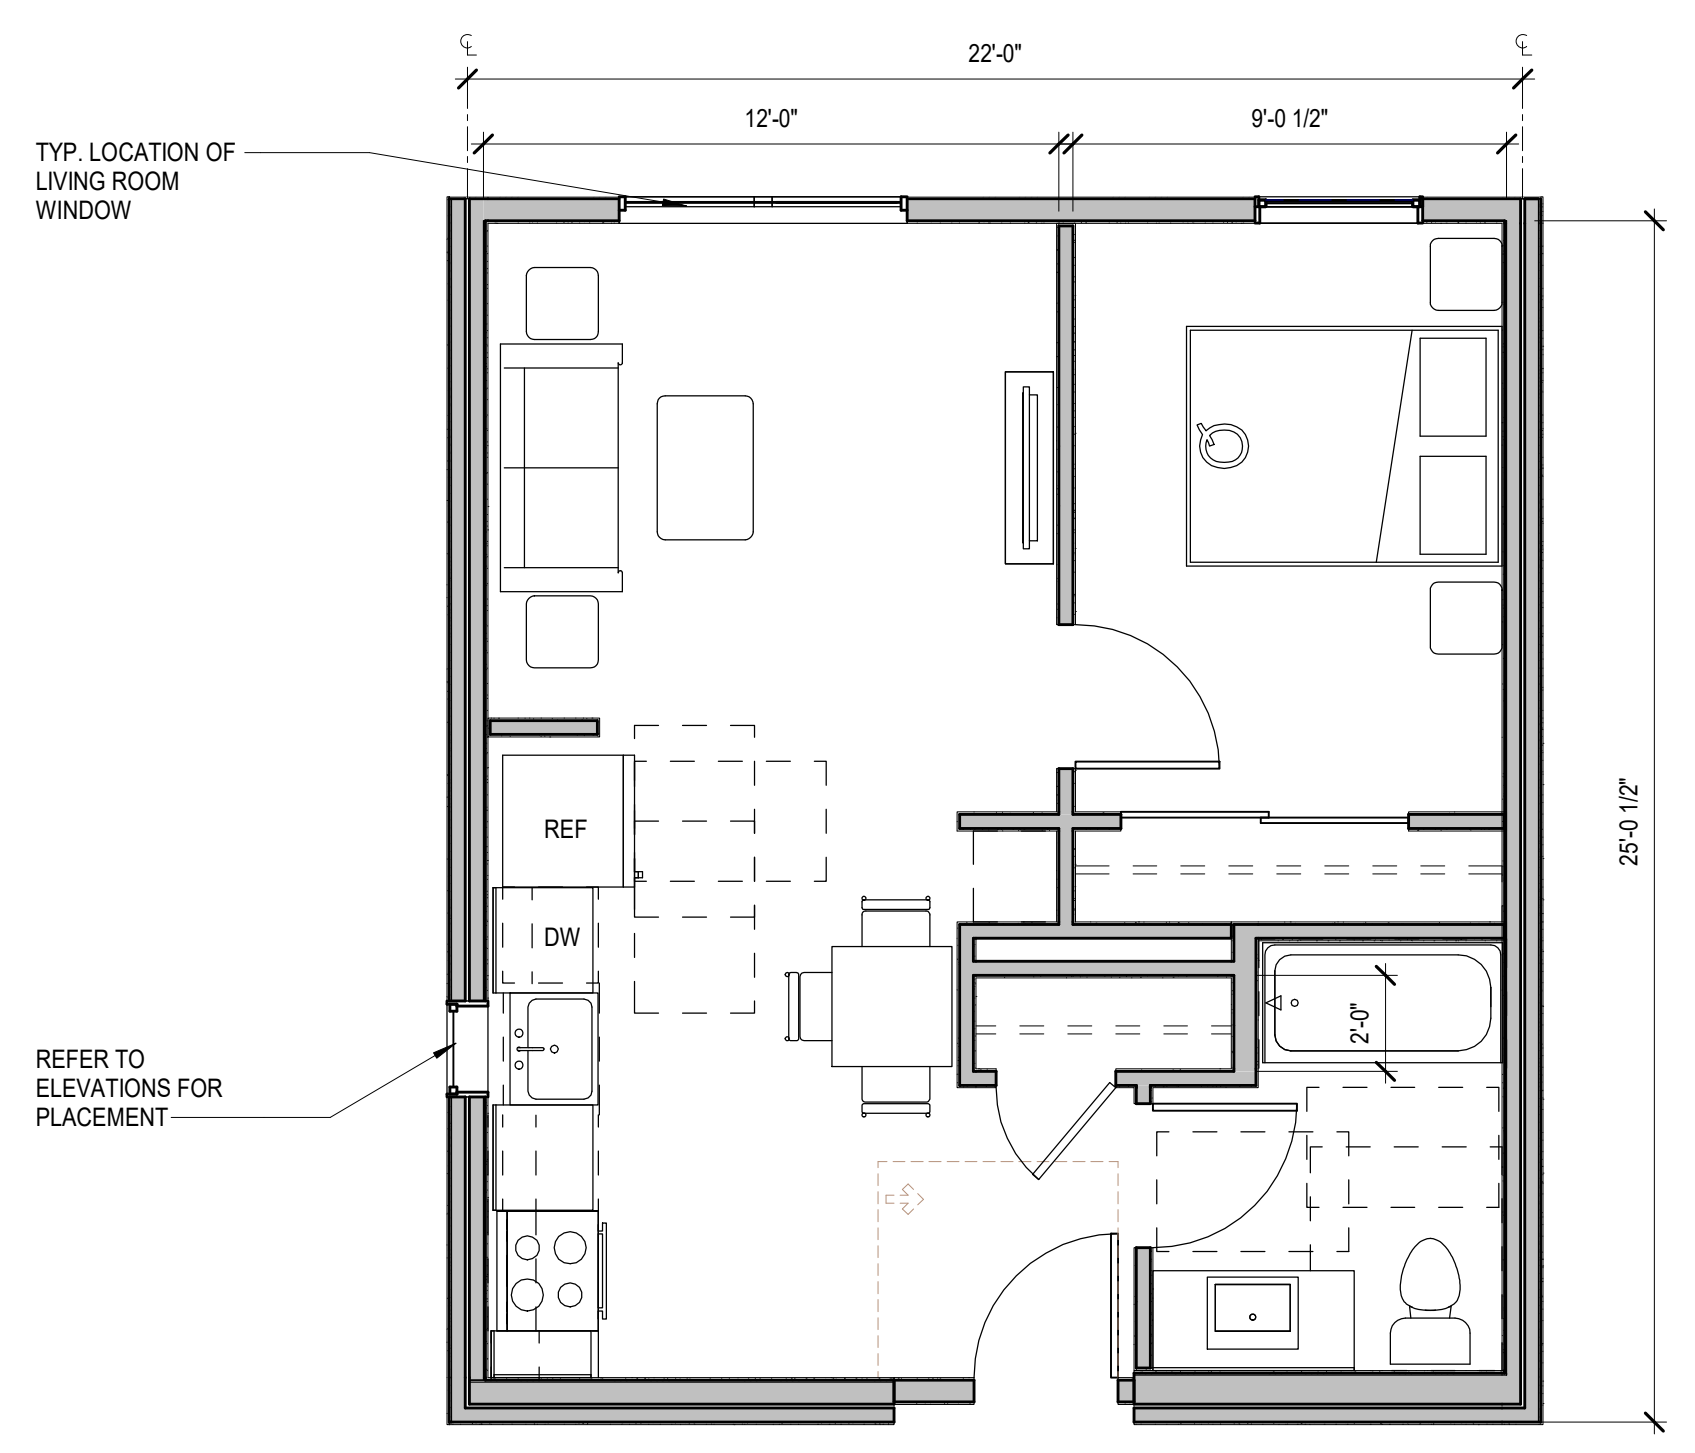 ℄
℄
22'-0"
12'-0"
9'-0 1/2"
TYP. LOCATION OF
LIVING ROOM
WINDOW
25'-0 1/2"
REF
DW
2'-0"
REFER TO
ELEVATIONS FOR
PLACEMENT